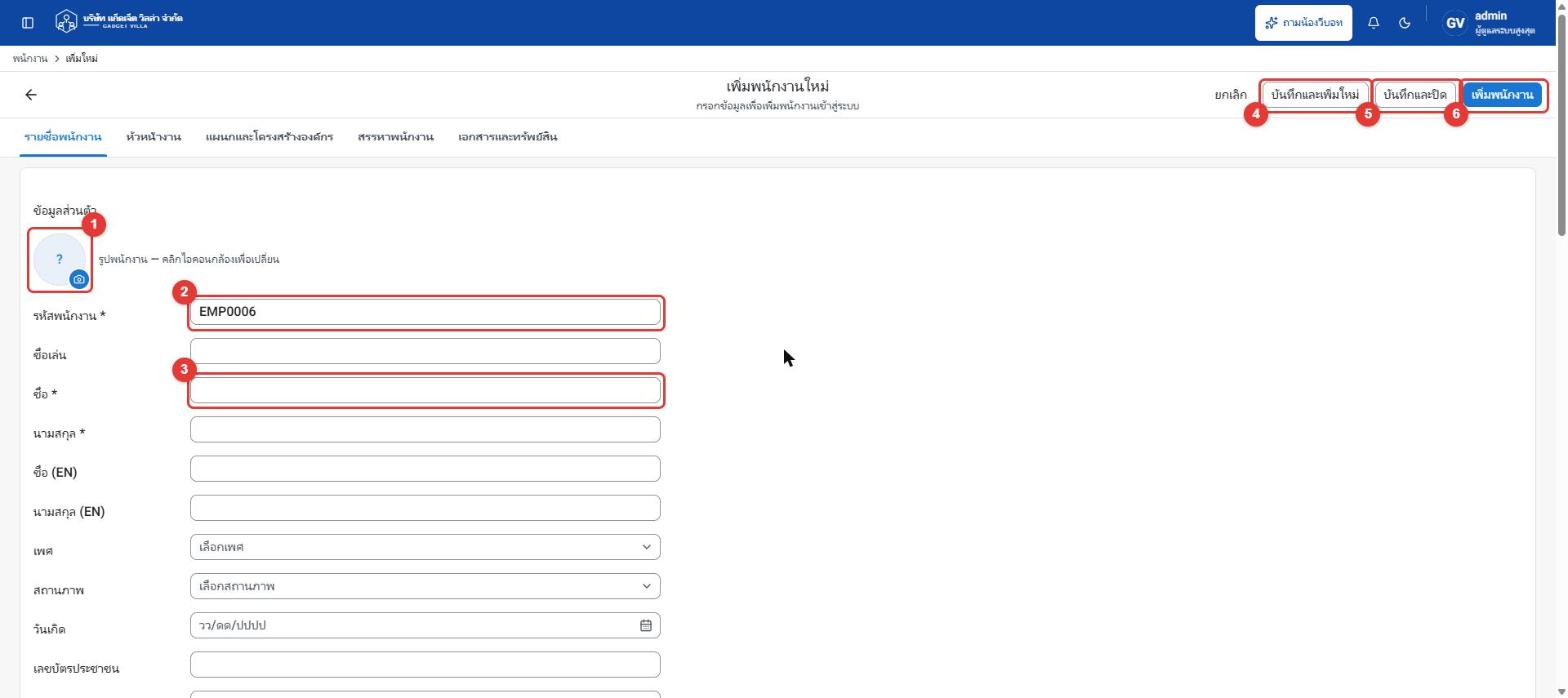 บริษัท แก็ดเจ็ต วิลล่า จำกัด
GADGET VILLA
ถามน้องวีบอท
GV
admin
ผู้ดูแลระบบสูงสุด
พนักงาน > เพิ่มใหม่
เพิ่มพนักงานใหม่
กรอกข้อมูลเพื่อเพิ่มพนักงานเข้าสู่ระบบ
ยกเลิก
บันทึกและเพิ่มใหม่
บันทึกและปิด
เพิ่มพนักงาน
4
5
6
รายชื่อพนักงาน
หัวหน้างาน
แผนกและโครงสร้างองค์กร
สรรหาพนักงาน
เอกสารและทรัพย์สิน
ข้อมูลส่วนตัว
1
?
รูปพนักงาน — คลิกไอคอนกล้องเพื่อเปลี่ยน
2
รหัสพนักงาน *
EMP0006
ชื่อเล่น
3
ชื่อ *
นามสกุล *
ชื่อ (EN)
นามสกุล (EN)
เพศ
เลือกเพศ
สถานภาพ
เลือกสถานภาพ
วันเกิด
วว/ดด/ปปปป
เลขบัตรประชาชน